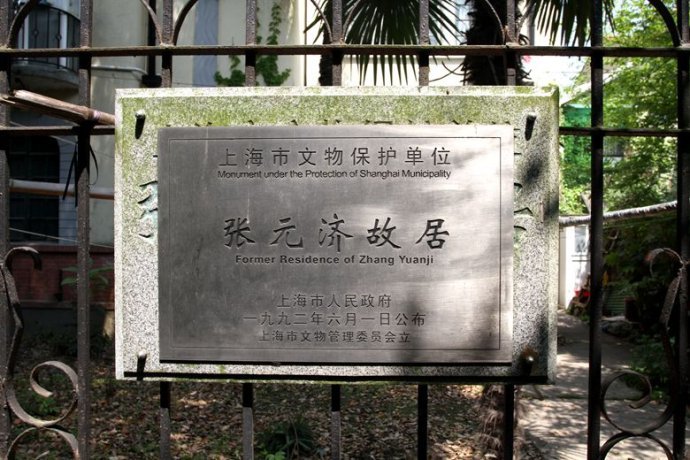 上海市文物保护单位
Monument under the Protection of Shanghai Municipality
张元济故居
Former Residence of Zhang Yuanji
上海市人民政府
一九九二年六月一日公布
上海市文物管理委员会立